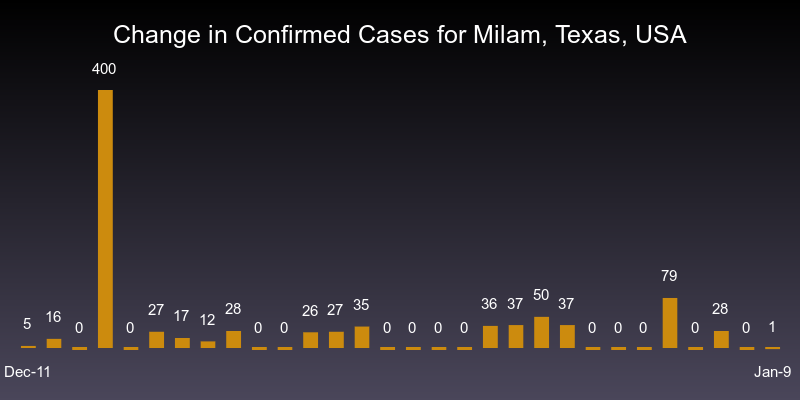 Change in Confirmed Cases for Milam, Texas, USA
400
79
50
36 37 37
26 27 35
5 16 0 0 27 17 12 28 0 0 0 0 0 0 0 0 0 0 28 0 1
Dec-11 Jan-9